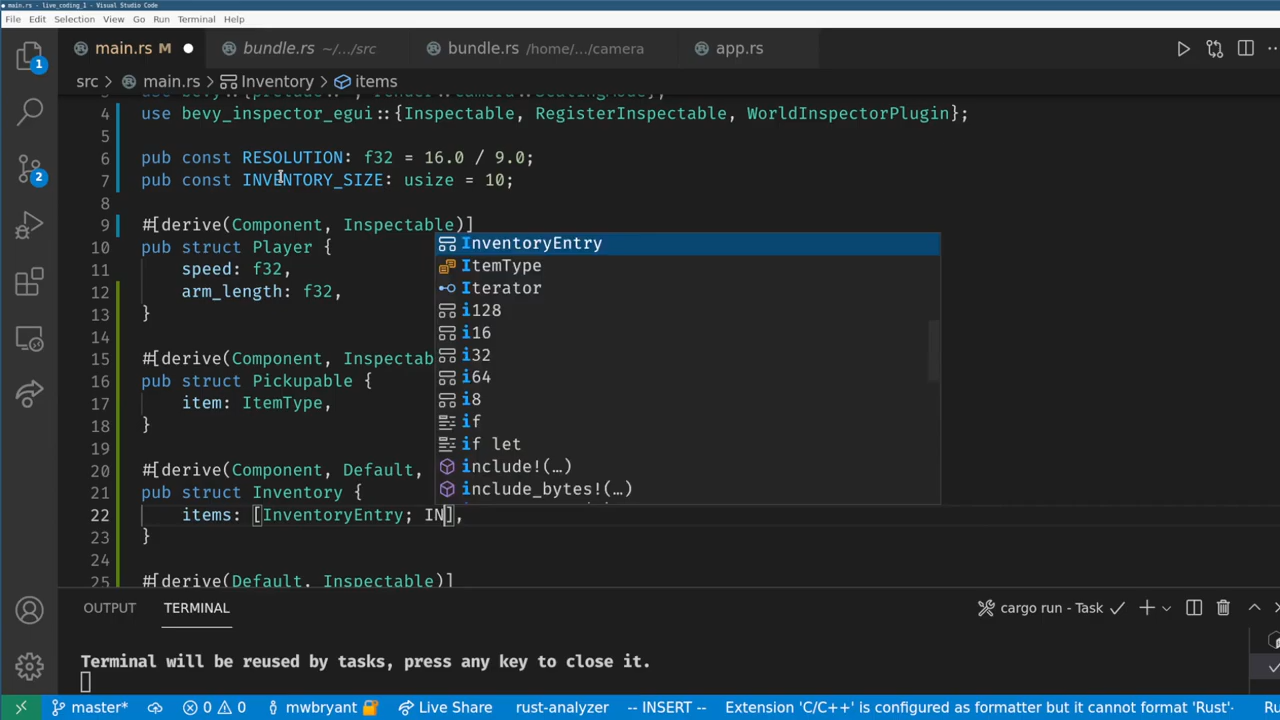 main.rs - live_coding_1 - Visual Studio Code
File Edit Selection View Go Run Terminal Help
main.rs M bundle.rs ~/.../src bundle.rs /home/.../camera app.rs
src main.rs Inventory items
4 use bevy_inspector_egui::{Inspectable, RegisterInspectable, WorldInspectorPlugin};
5
6 pub const RESOLUTION: f32 = 16.0 / 9.0;
7 pub const INVENTORY_SIZE: usize = 10;
8
9 #[derive(Component, Inspectable)]
10 pub struct Player {
11 speed: f32,
12 arm_length: f32,
13 }
14
15 #[derive(Component, Inspectab
16 pub struct Pickupable {
17 item: ItemType,
18 }
19
20 #[derive(Component, Default,
21 pub struct Inventory {
22 items: [InventoryEntry; IN],
23 }
24
25 #[derive(Default, Inspectable)]
InventoryEntry
ItemType
Iterator
i128
i16
i32
i64
i8
if
if let
include!(…)
include_bytes!(…)
1
2
OUTPUT TERMINAL cargo run - Task
Terminal will be reused by tasks, press any key to close it.
master* 0 0 mwbryant Live Share rust-analyzer -- INSERT -- Extension 'C/C++' is configured as formatter but it cannot format 'Rust'- Ru